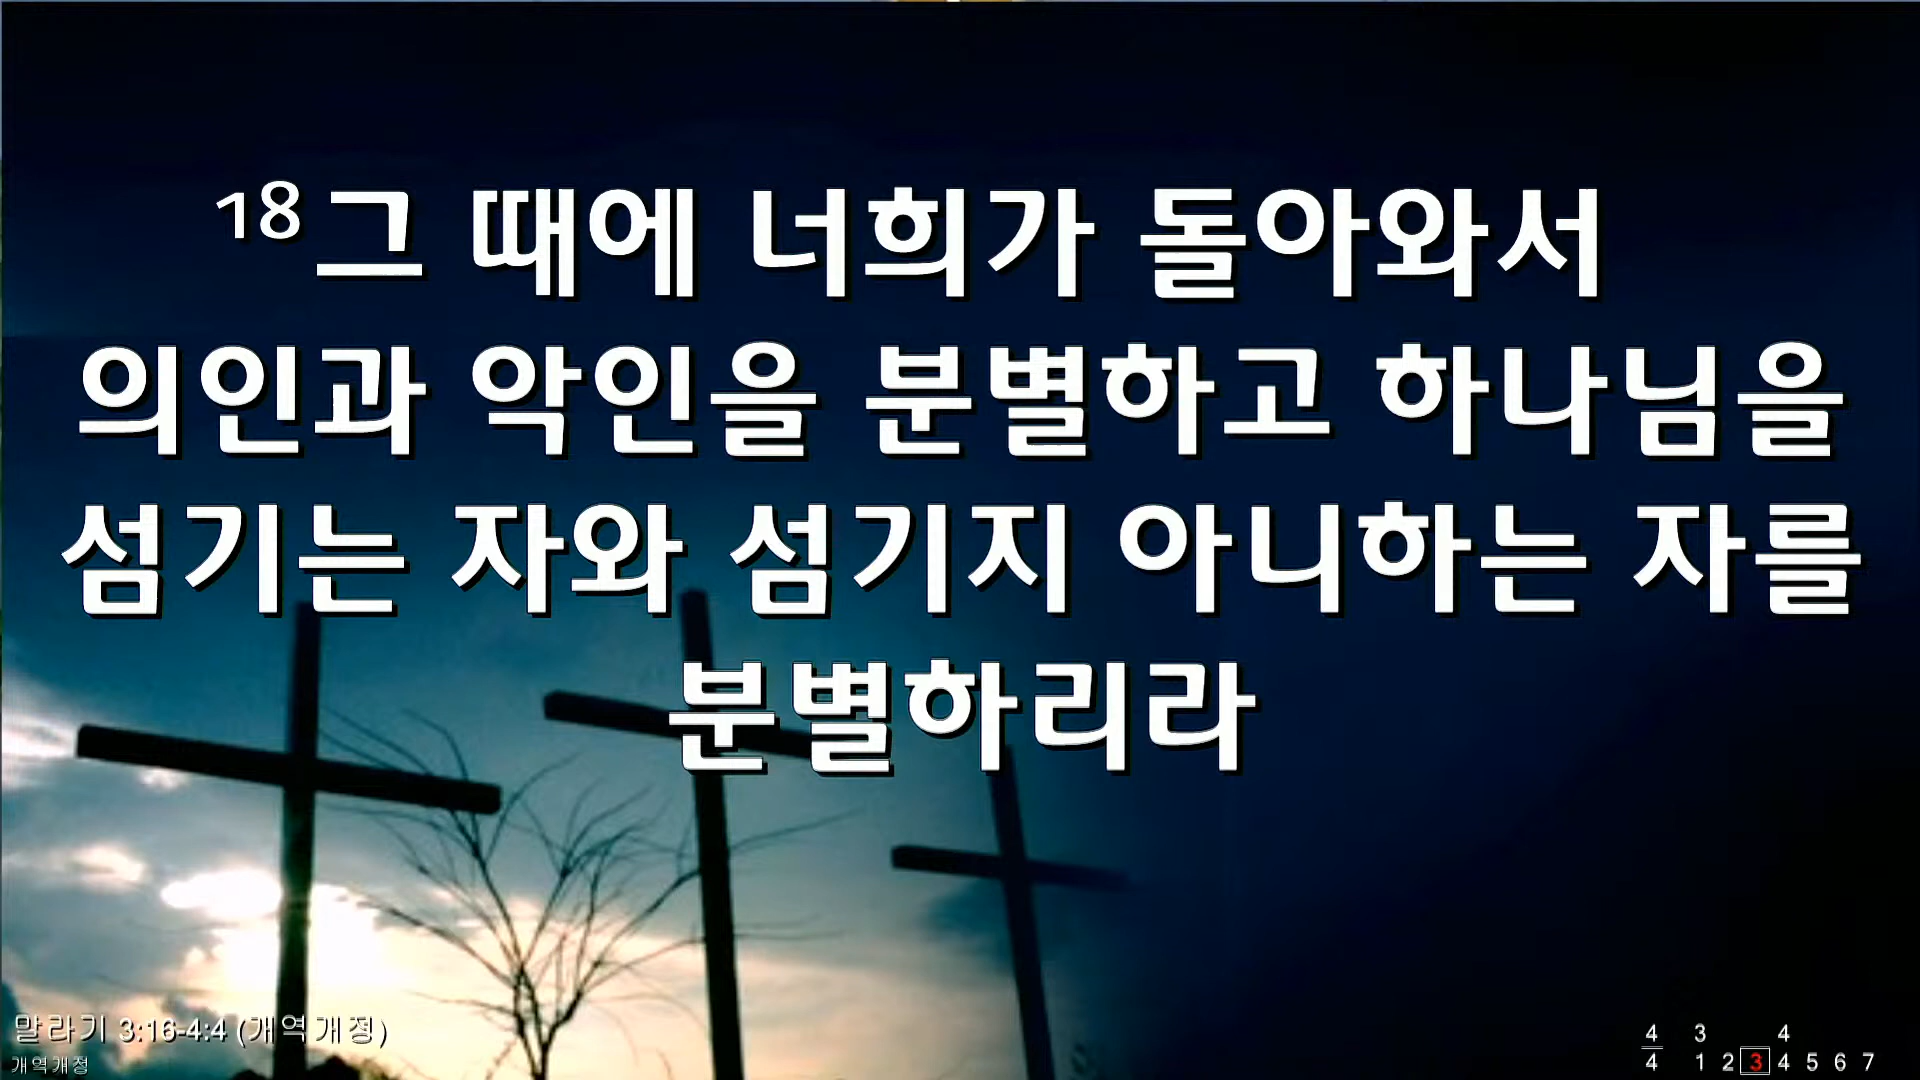 18그 때에 너희가 돌아와서
의인과 악인을 분별하고 하나님을
섬기는 자와 섬기지 아니하는 자를
분별하리라
말라기 3:16-4:4 (개역개정)
개역개정
4 3 4
4 1 2 3 4 5 6 7